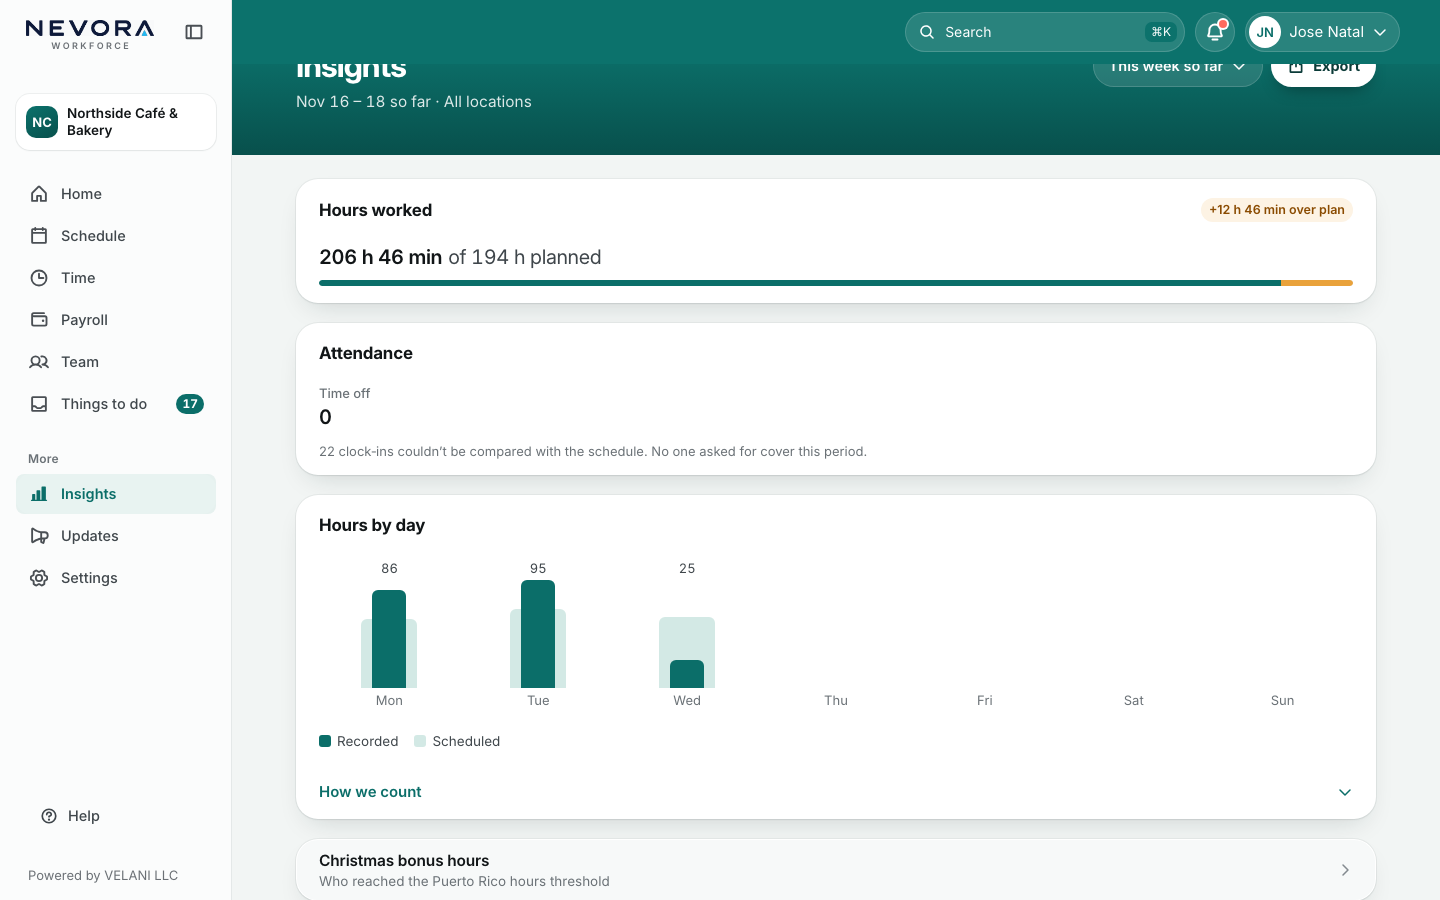 NEVORA
WORKFORCE
Search
⌘K
JN
Jose Natal
NC
Northside Café &
Bakery
Home
Schedule
Time
Payroll
Team
Things to do
17
More
Insights
Updates
Settings
Help
Powered by VELANI LLC
Insights
This week so far
Export
Nov 16 – 18 so far · All locations
Hours worked
+12 h 46 min over plan
206 h 46 min of 194 h planned
Attendance
Time off
0
22 clock-ins couldn’t be compared with the schedule. No one asked for cover this period.
Hours by day
86
95
25
Mon
Tue
Wed
Thu
Fri
Sat
Sun
Recorded
Scheduled
How we count
Christmas bonus hours
Who reached the Puerto Rico hours threshold